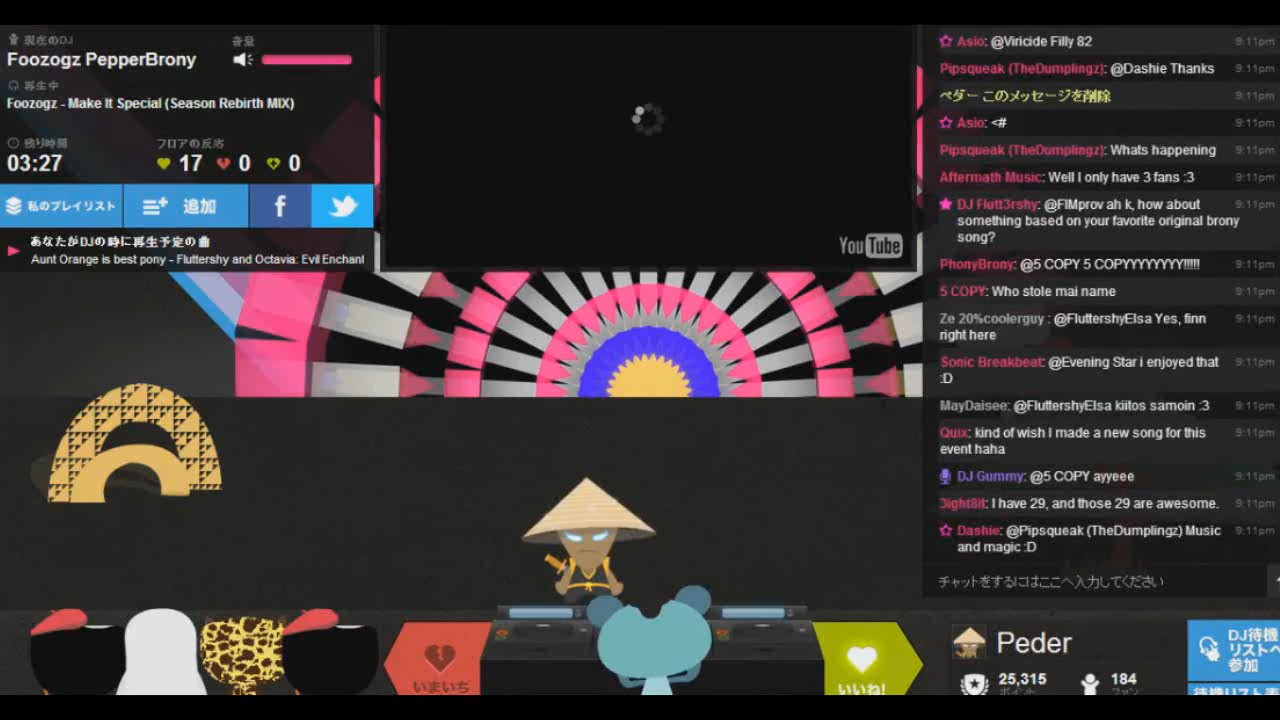 現在のDJ
音量
Foozogz PepperBrony
再生中
Foozogz - Make It Special (Season Rebirth MIX)
残り時間
フロアの反応
03:27
17
0
0
私のプレイリスト
追加
f
あなたがDJの時に再生予定の曲
Aunt Orange is best pony - Fluttershy and Octavia: Evil Enchant
YouTube
Asio: @Viricide Filly 82 9:11pm
Pipsqueak (TheDumplingz): @Dashie Thanks 9:11pm
ペダー このメッセージを削除
Asio: <# 9:11pm
Pipsqueak (TheDumplingz): Whats happening 9:11pm
Aftermath Music: Well I only have 3 fans :3 9:11pm
DJ Flutt3rshy: @FIMprov ah k, how about 9:11pm
something based on your favorite original brony
song?
PhonyBrony: @5 COPY 5 COPYYYYYYYY!!!!! 9:11pm
5 COPY: Who stole mai name 9:11pm
Ze 20%coolerguy : @FluttershyElsa Yes, finn 9:11pm
right here
Sonic Breakbeat: @Evening Star i enjoyed that 9:11pm
:D
MayDaisee: @FluttershyElsa kiitos samoin :3 9:11pm
Quix: kind of wish I made a new song for this 9:11pm
event haha
DJ Gummy: @5 COPY ayyeee 9:11pm
3ight8it: I have 29, and those 29 are awesome. 9:11pm
Dashie: @Pipsqueak (TheDumplingz) Music 9:11pm
and magic :D
チャットをするにはここへ入力してください
いまいち
いいね!
Peder
25,315
ポイント
184
ファン
DJ待機
リストへ
参加